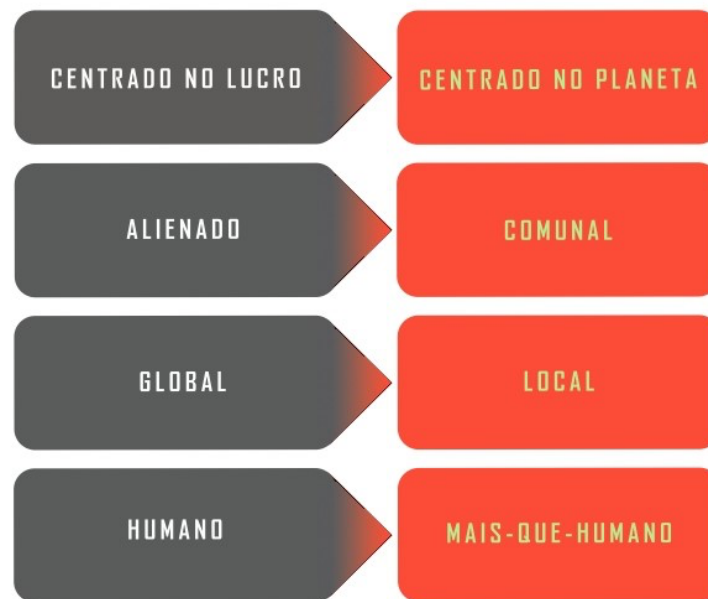 CENTRADO NO LUCRO
CENTRADO NO PLANETA
ALIENADO
COMUNAL
GLOBAL
LOCAL
HUMANO
MAIS-QUE-HUMANO